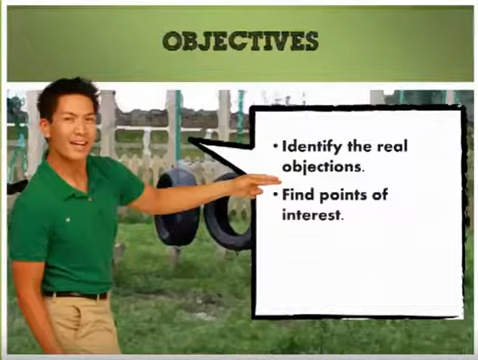 OBJECTIVES
• Identify the real
objections.
• Find points of
interest.